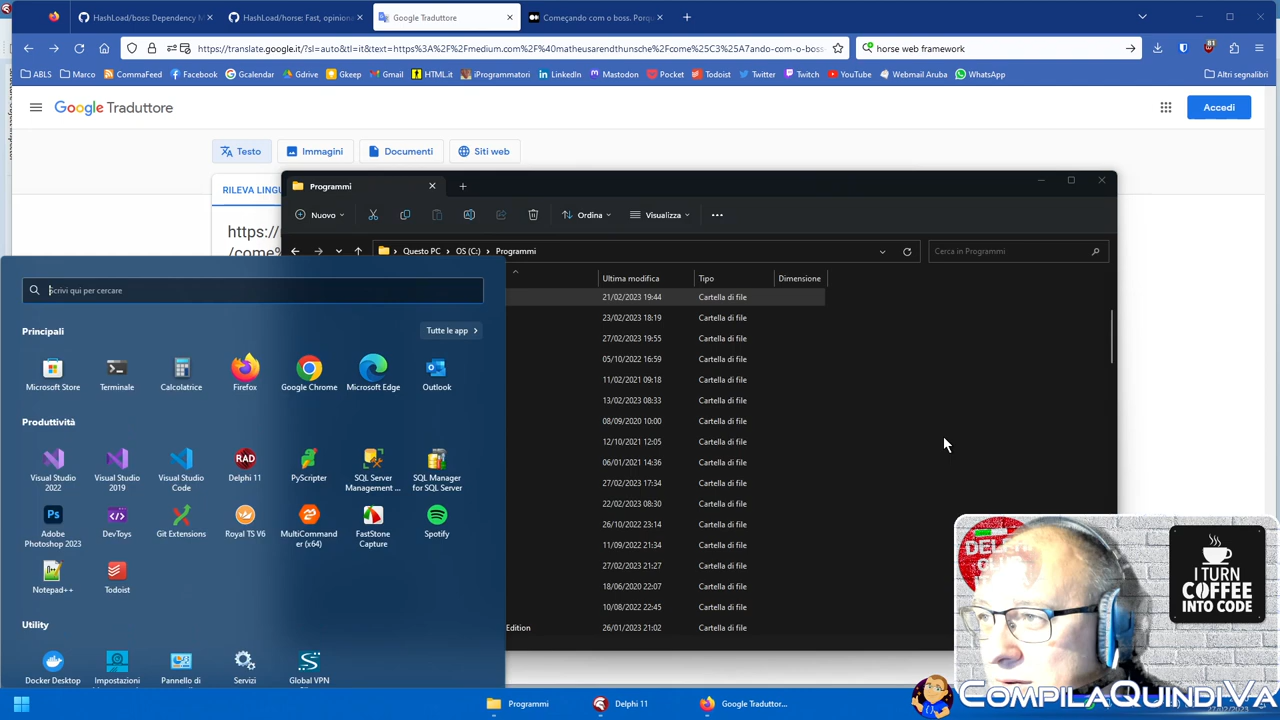 HashLoad/boss: Dependency M
HashLoad/horse: Fast, opinion
Google Traduttore
Começando com o boss. Porqu
https://translate.google.it/?sl=auto&tl=it&text=https%3A%2F%2Fmedium.com%2F%40matheusarendthunsche%2Fcome%25C3%25A7ando-com-o-boss-
horse web framework
81
ABLS
Marco
CommaFeed
Facebook
Gcalendar
Gdrive
Gkeep
Gmail
HTML.it
iProgrammatori
LinkedIn
Mastodon
Pocket
Todoist
Twitter
Twitch
YouTube
Webmail Aruba
WhatsApp
Altri segnalibri
Google Traduttore
Accedi
Testo
Immagini
Documenti
Siti web
RILEVA LINGU
https://
/come%
Programmi
Nuovo
Ordina
Visualizza
Questo PC > OS (C:) > Programmi
Cerca in Programmi
Ultima modifica Tipo Dimensione
21/02/2023 19:44 Cartella di file
23/02/2023 18:19 Cartella di file
27/02/2023 19:55 Cartella di file
05/10/2022 16:59 Cartella di file
11/02/2021 09:18 Cartella di file
13/02/2023 08:33 Cartella di file
08/09/2020 10:00 Cartella di file
12/10/2021 12:05 Cartella di file
06/01/2021 14:36 Cartella di file
27/02/2023 17:34 Cartella di file
22/02/2023 08:30 Cartella di file
26/10/2022 23:14 Cartella di file
11/09/2022 21:34 Cartella di file
27/02/2023 21:27 Cartella di file
18/06/2020 22:07 Cartella di file
10/08/2022 22:45 Cartella di file
Edition 26/01/2023 21:02 Cartella di file
Scrivi qui per cercare
Principali
Tutte le app
Microsoft Store
Terminale
Calcolatrice
Firefox
Google Chrome
Microsoft Edge
Outlook
Produttività
Visual Studio 2022
Visual Studio 2019
Visual Studio Code
RAD
Delphi 11
PyScripter
SQL Server Management ...
SQL Manager for SQL Server
Ps
Adobe Photoshop 2023
DevToys
Git Extensions
Royal TS V6
MultiCommander (x64)
FastStone Capture
Spotify
Notepad++
Todoist
Utility
Docker Desktop
Impostazioni
Pannello di
Servizi
Global VPN
DELPHI
I TURN
COFFEE
INTO CODE
COMPILAQUINDIVA
Programmi
Delphi 11
Google Traduttor...